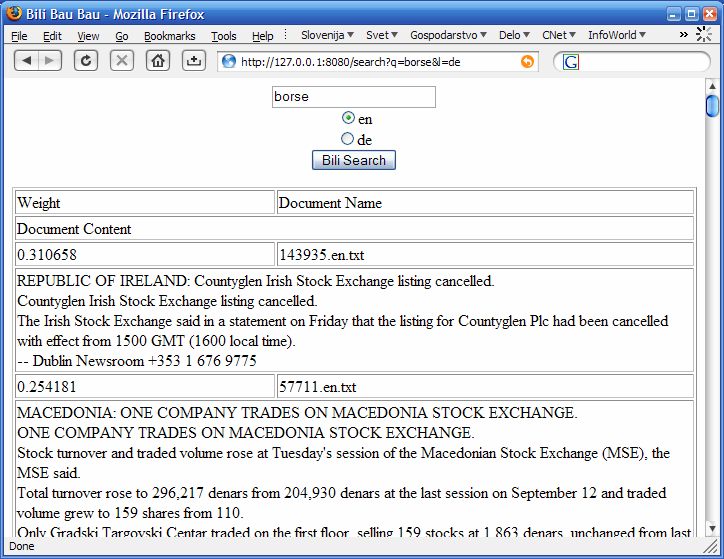 Bili Bau Bau - Mozilla Firefox
File Edit View Go Bookmarks Tools Help Slovenija Svet Gospodarstvo Delo CNet InfoWorld »
http://127.0.0.1:8080/search?q=borse&l=de G
borse
en
de
Bili Search
Weight Document Name
Document Content
0.310658 143935.en.txt
REPUBLIC OF IRELAND: Countyglen Irish Stock Exchange listing cancelled.
Countyglen Irish Stock Exchange listing cancelled.
The Irish Stock Exchange said in a statement on Friday that the listing for Countyglen Plc had been cancelled
with effect from 1500 GMT (1600 local time).
-- Dublin Newsroom +353 1 676 9775
0.254181 57711.en.txt
MACEDONIA: ONE COMPANY TRADES ON MACEDONIA STOCK EXCHANGE.
ONE COMPANY TRADES ON MACEDONIA STOCK EXCHANGE.
Stock turnover and traded volume rose at Tuesday's session of the Macedonian Stock Exchange (MSE), the
MSE said.
Total turnover rose to 296,217 denars from 204,930 denars at the last session on September 12 and traded
volume grew to 159 shares from 110.
Only Gradski Targovski Centar traded on the first floor, selling 159 stocks at 1,863 denars, unchanged from last
Done